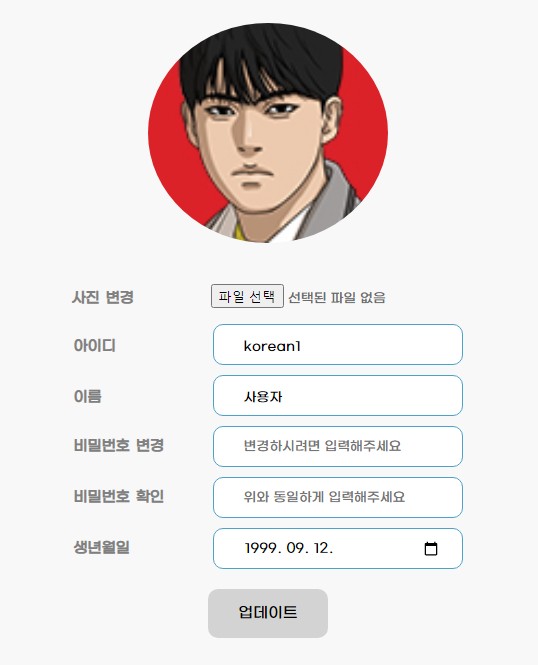 사진 변경 파일 선택 선택된 파일 없음
아이디 korean1
이름 사용자
비밀번호 변경 변경하시려면 입력해주세요
비밀번호 확인 위와 동일하게 입력해주세요
생년월일 1999. 09. 12.
업데이트